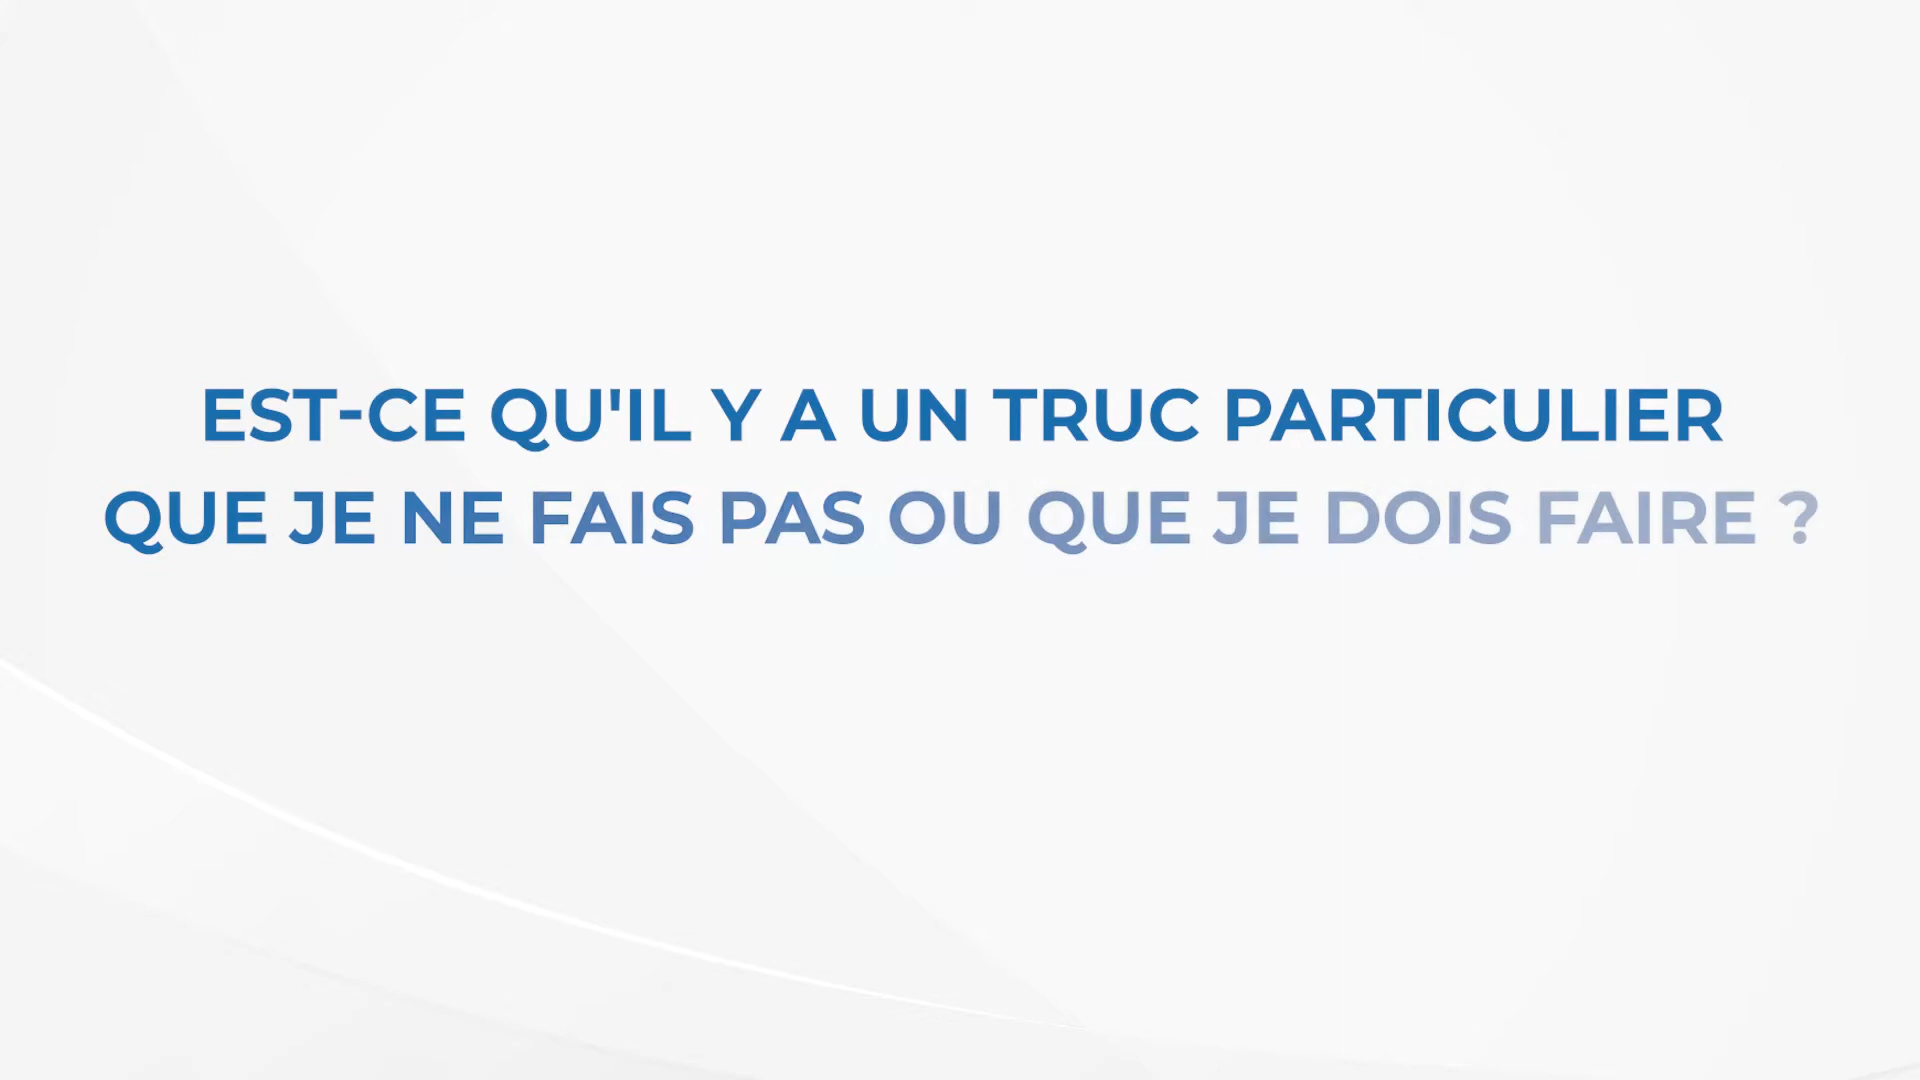 EST-CE QU'IL Y A UN TRUC PARTICULIER
QUE JE NE FAIS PAS OU QUE JE DOIS FAIRE ?